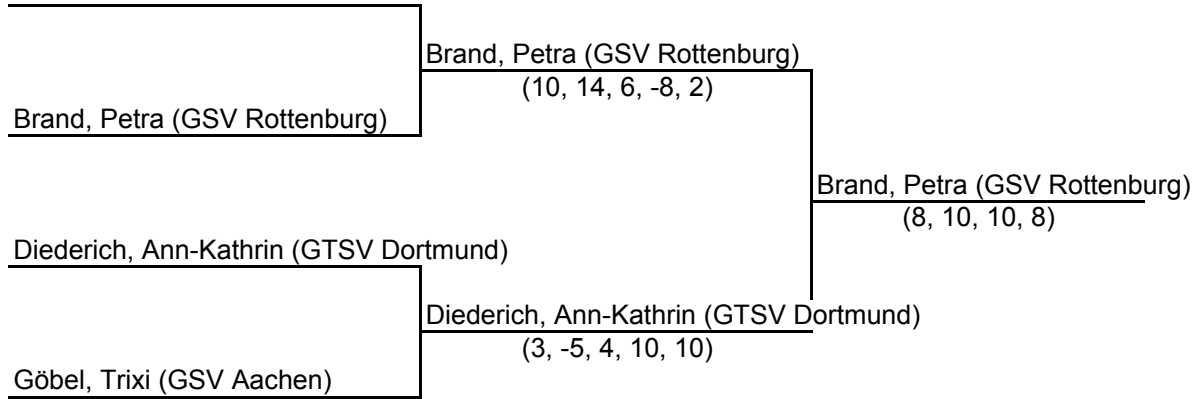 Brand, Petra (GSV Rottenburg)
(10, 14, 6, -8, 2)
Brand, Petra (GSV Rottenburg)
Brand, Petra (GSV Rottenburg)
(8, 10, 10, 8)
Diederich, Ann-Kathrin (GTSV Dortmund)
Diederich, Ann-Kathrin (GTSV Dortmund)
(3, -5, 4, 10, 10)
Göbel, Trixi (GSV Aachen)